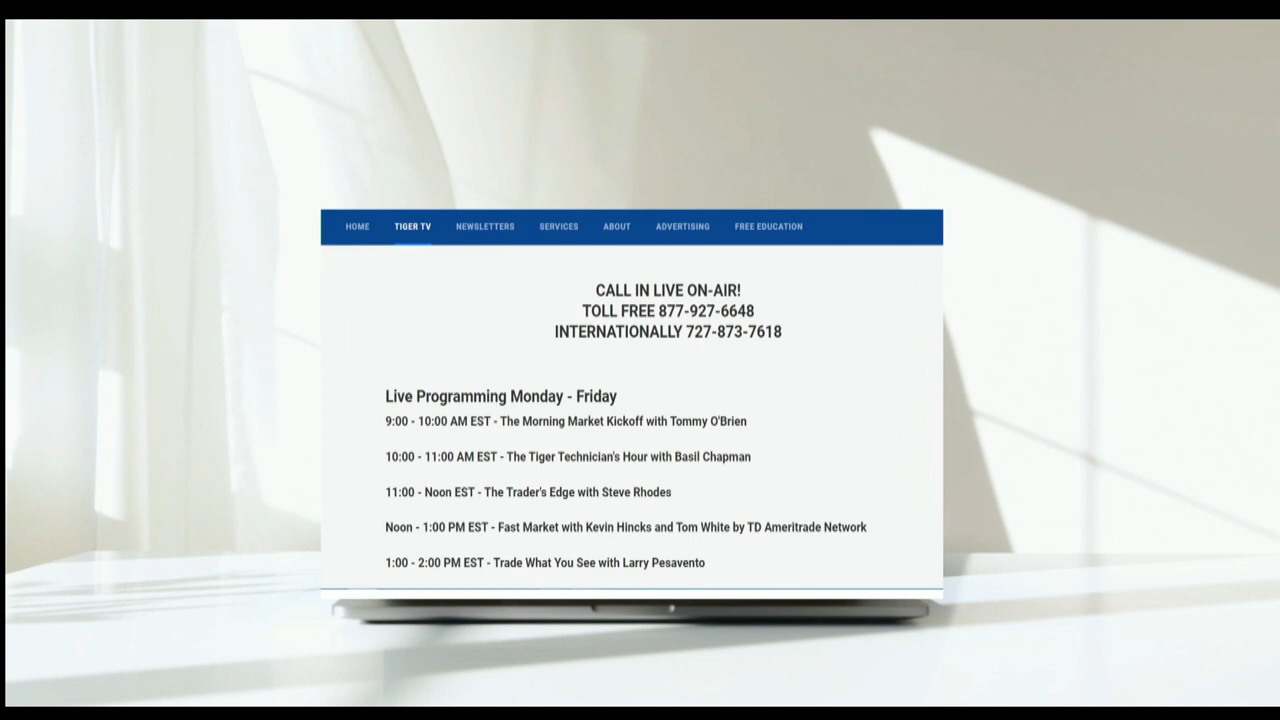 HOME TIGER TV NEWSLETTERS SERVICES ABOUT ADVERTISING FREE EDUCATION
CALL IN LIVE ON-AIR!
TOLL FREE 877-927-6648
INTERNATIONALLY 727-873-7618
Live Programming Monday - Friday
9:00 - 10:00 AM EST - The Morning Market Kickoff with Tommy O'Brien
10:00 - 11:00 AM EST - The Tiger Technician's Hour with Basil Chapman
11:00 - Noon EST - The Trader's Edge with Steve Rhodes
Noon - 1:00 PM EST - Fast Market with Kevin Hincks and Tom White by TD Ameritrade Network
1:00 - 2:00 PM EST - Trade What You See with Larry Pesavento